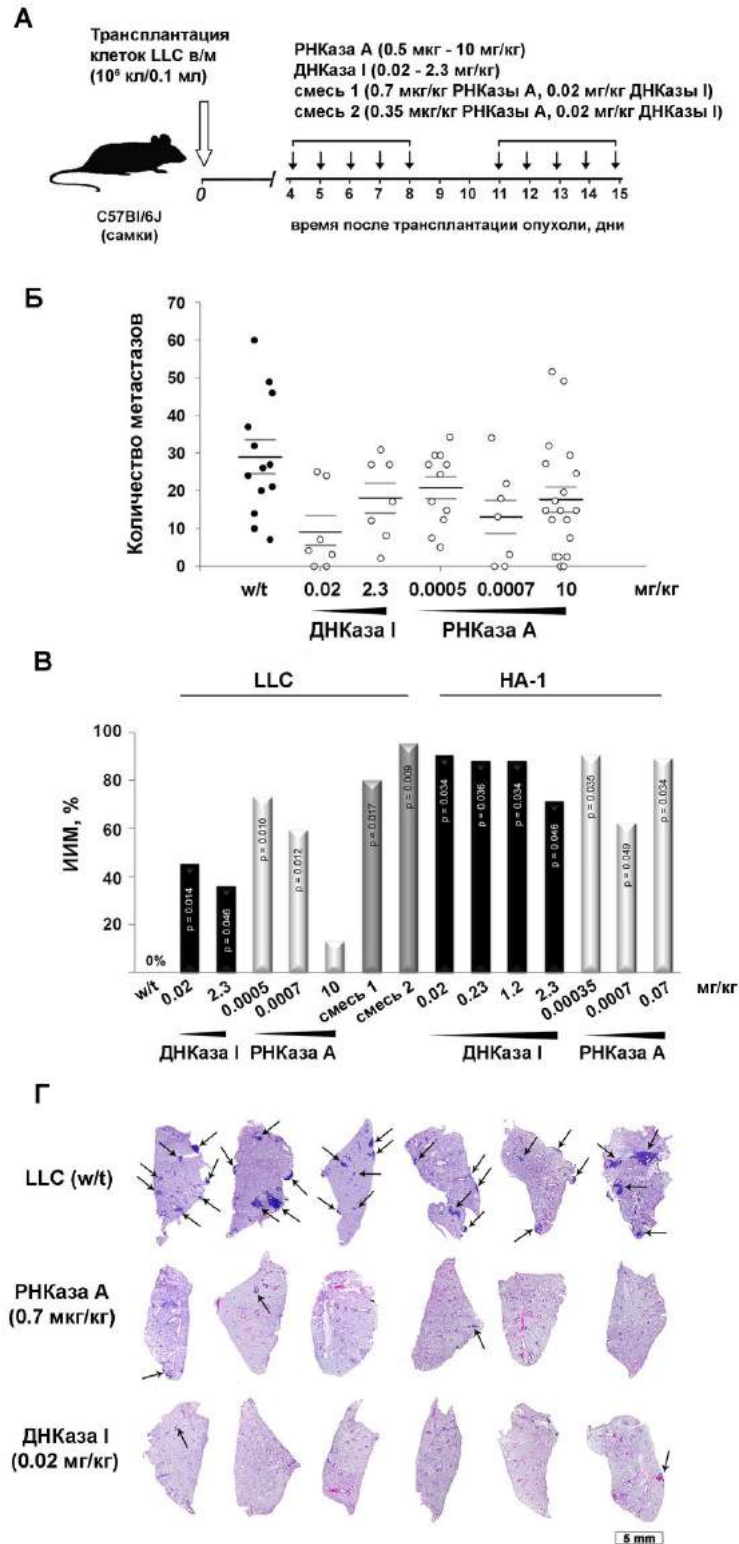 А
Трансплантация
клеток LLC в/м
(10⁶ кл/0.1 мл)
РНКаза А (0.5 мкг - 10 мг/кг)
ДНКаза I (0.02 - 2.3 мг/кг)
смесь 1 (0.7 мкг/кг РНКазы А, 0.02 мг/кг ДНКазы I)
смесь 2 (0.35 мкг/кг РНКазы А, 0.02 мг/кг ДНКазы I)
0 4 5 6 7 8 9 10 11 12 13 14 15
C57Bl/6J
(самки)
время после трансплантации опухоли, дни
Б
Количество метастазов
70
60
50
40
30
20
10
0
w/t 0.02 2.3 0.0005 0.0007 10 мг/кг
ДНКаза I РНКаза А
В
LLC HA-1
ИИМ, %
100
80
60
40
20
0%
p = 0.014
p = 0.046
p = 0.010
p = 0.012
p = 0.017
p = 0.009
p = 0.034
p = 0.036
p = 0.034
p = 0.046
p = 0.035
p = 0.049
p = 0.034
w/t 0.02 2.3 0.0005 0.0007 10 смесь 1 смесь 2 0.02 0.23 1.2 2.3 0.00035 0.0007 0.07 мг/кг
ДНКаза I РНКаза А ДНКаза I РНКаза А
Г
LLC (w/t)
РНКаза А
(0.7 мкг/кг)
ДНКаза I
(0.02 мг/кг)
5 mm